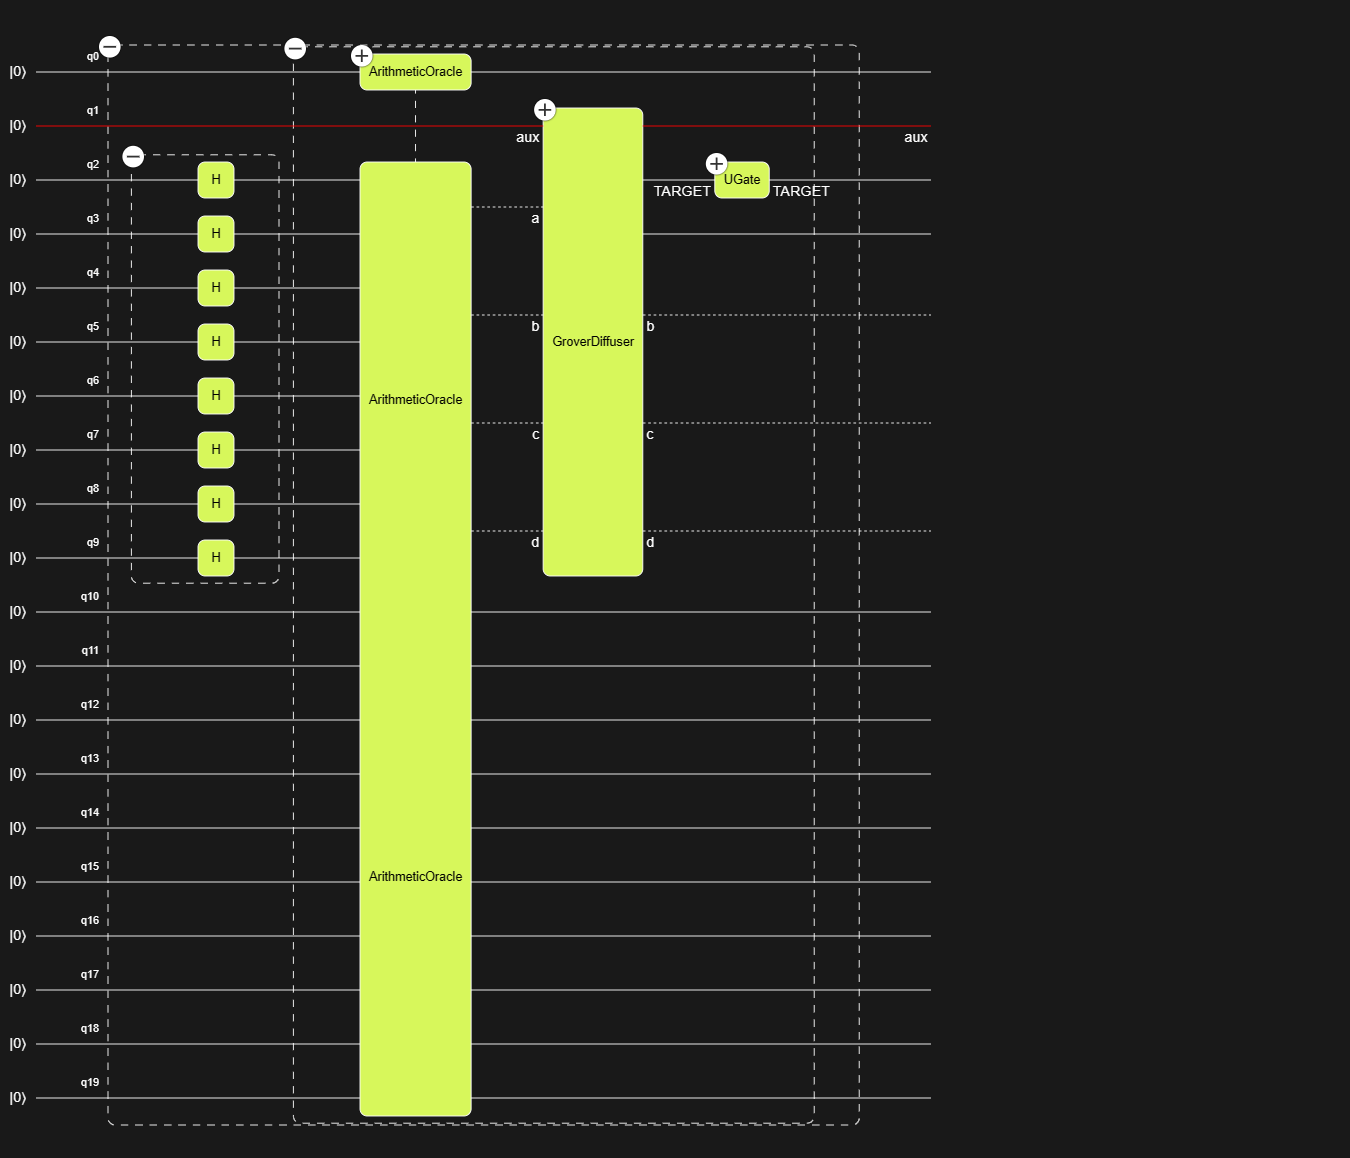 q0
|0⟩ ArithmeticOracle
q1
|0⟩ aux aux
q2
|0⟩ H UGate
TARGET TARGET
q3
a
|0⟩ H
q4
|0⟩ H
q5
b b
|0⟩ H GroverDiffuser
q6
|0⟩ H ArithmeticOracle
q7
c c
|0⟩ H
q8
|0⟩ H
q9
d d
|0⟩ H
q10
|0⟩
q11
|0⟩
q12
|0⟩
q13
|0⟩
q14
|0⟩
q15
|0⟩ ArithmeticOracle
q16
|0⟩
q17
|0⟩
q18
|0⟩
q19
|0⟩